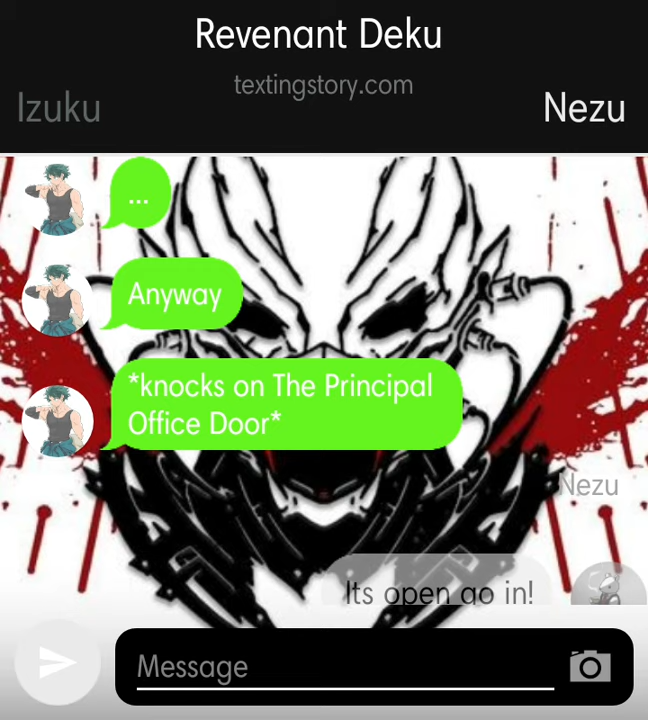 Revenant Deku
textingstory.com
Izuku
Nezu
...
Anyway
*knocks on The Principal
Office Door*
Nezu
Its open go in!
Message